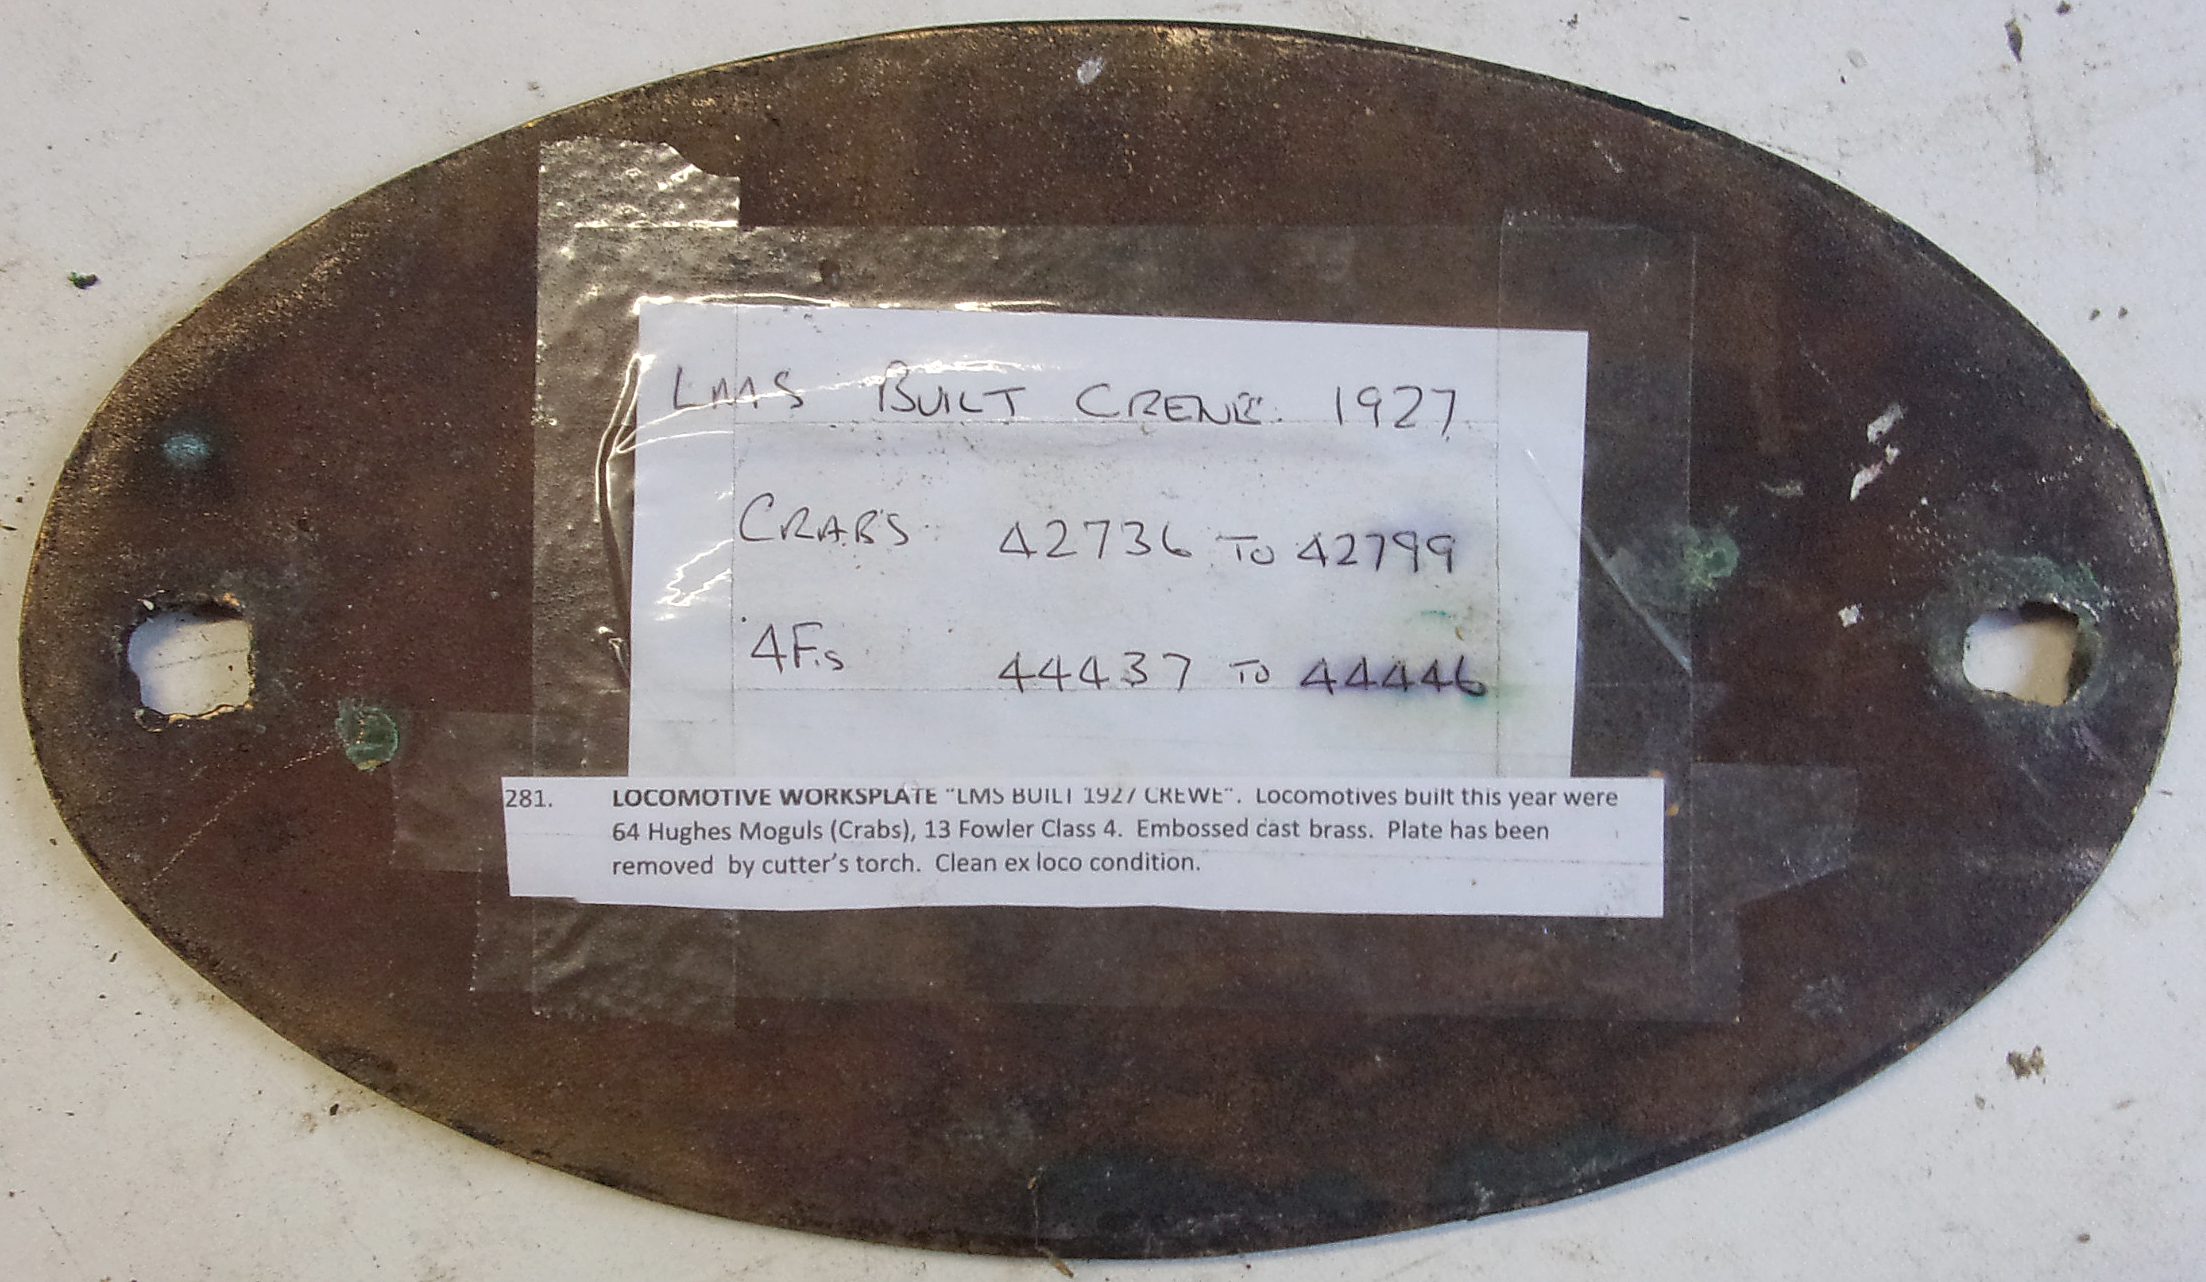 LMS BUILT CREWE 1927
CRABS 42736 TO 42799
4F.s 44437 TO 44446
281. LOCOMOTIVE WORKSPLATE "LMS BUILT 1927 CREWE". Locomotives built this year were
64 Hughes Moguls (Crabs), 13 Fowler Class 4. Embossed cast brass. Plate has been
removed by cutter's torch. Clean ex loco condition.